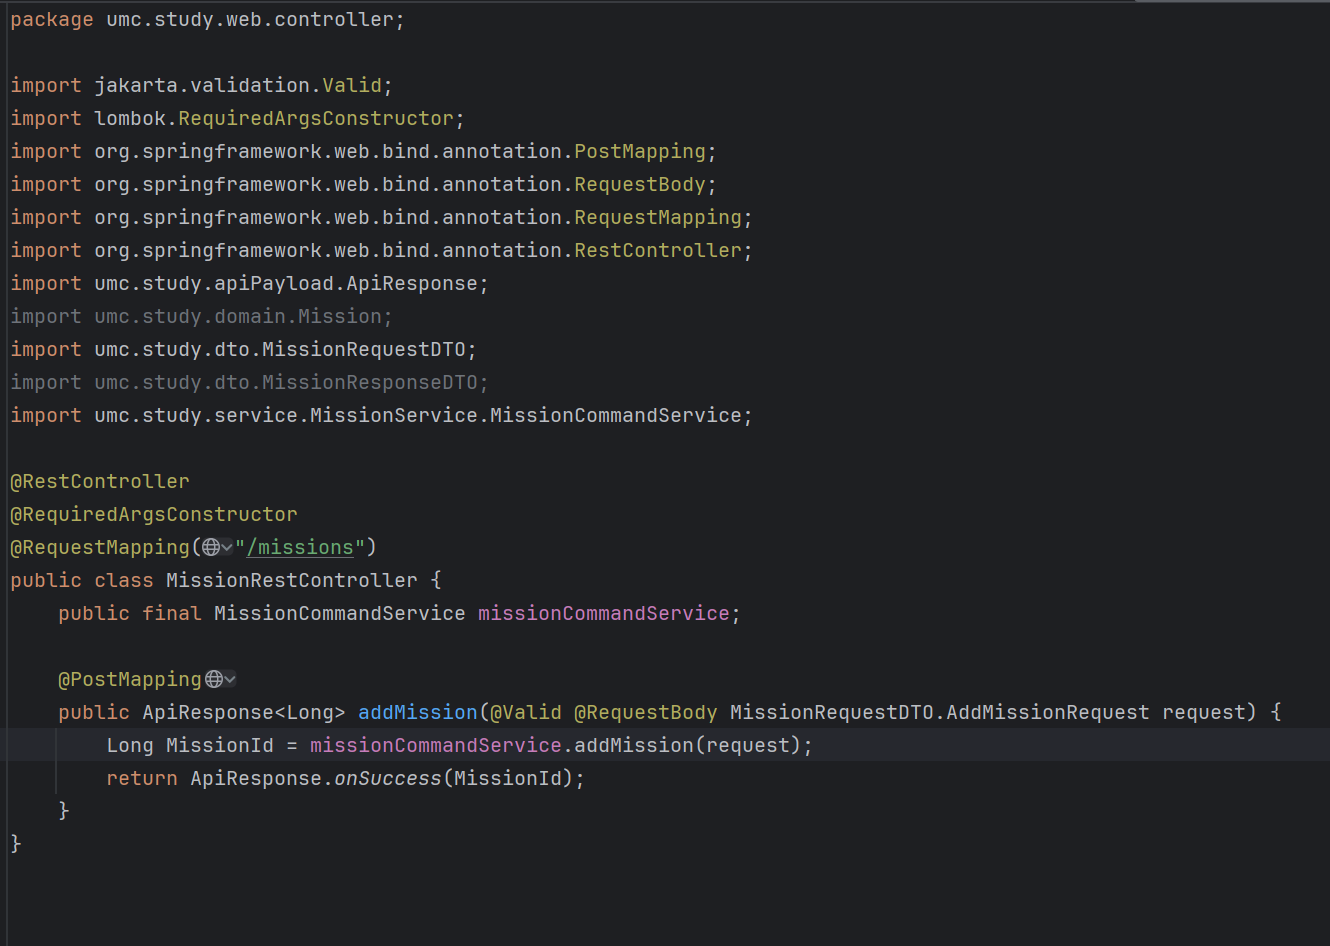 package umc.study.web.controller;
import jakarta.validation.Valid;
import lombok.RequiredArgsConstructor;
import org.springframework.web.bind.annotation.PostMapping;
import org.springframework.web.bind.annotation.RequestBody;
import org.springframework.web.bind.annotation.RequestMapping;
import org.springframework.web.bind.annotation.RestController;
import umc.study.apiPayload.ApiResponse;
import umc.study.domain.Mission;
import umc.study.dto.MissionRequestDTO;
import umc.study.dto.MissionResponseDTO;
import umc.study.service.MissionService.MissionCommandService;
@RestController
@RequiredArgsConstructor
@RequestMapping("/missions")
public class MissionRestController {
    public final MissionCommandService missionCommandService;
    @PostMapping
    public ApiResponse<Long> addMission(@Valid @RequestBody MissionRequestDTO.AddMissionRequest request) {
        Long MissionId = missionCommandService.addMission(request);
        return ApiResponse.onSuccess(MissionId);
    }
}